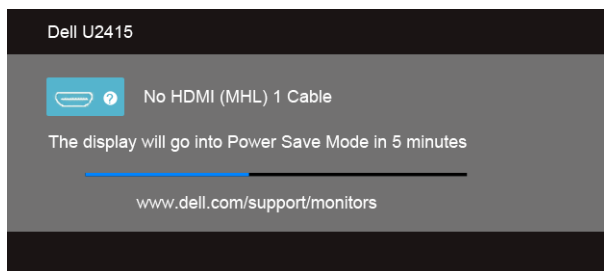 Dell U2415
? No HDMI (MHL) 1 Cable
The display will go into Power Save Mode in 5 minutes
www.dell.com/support/monitors